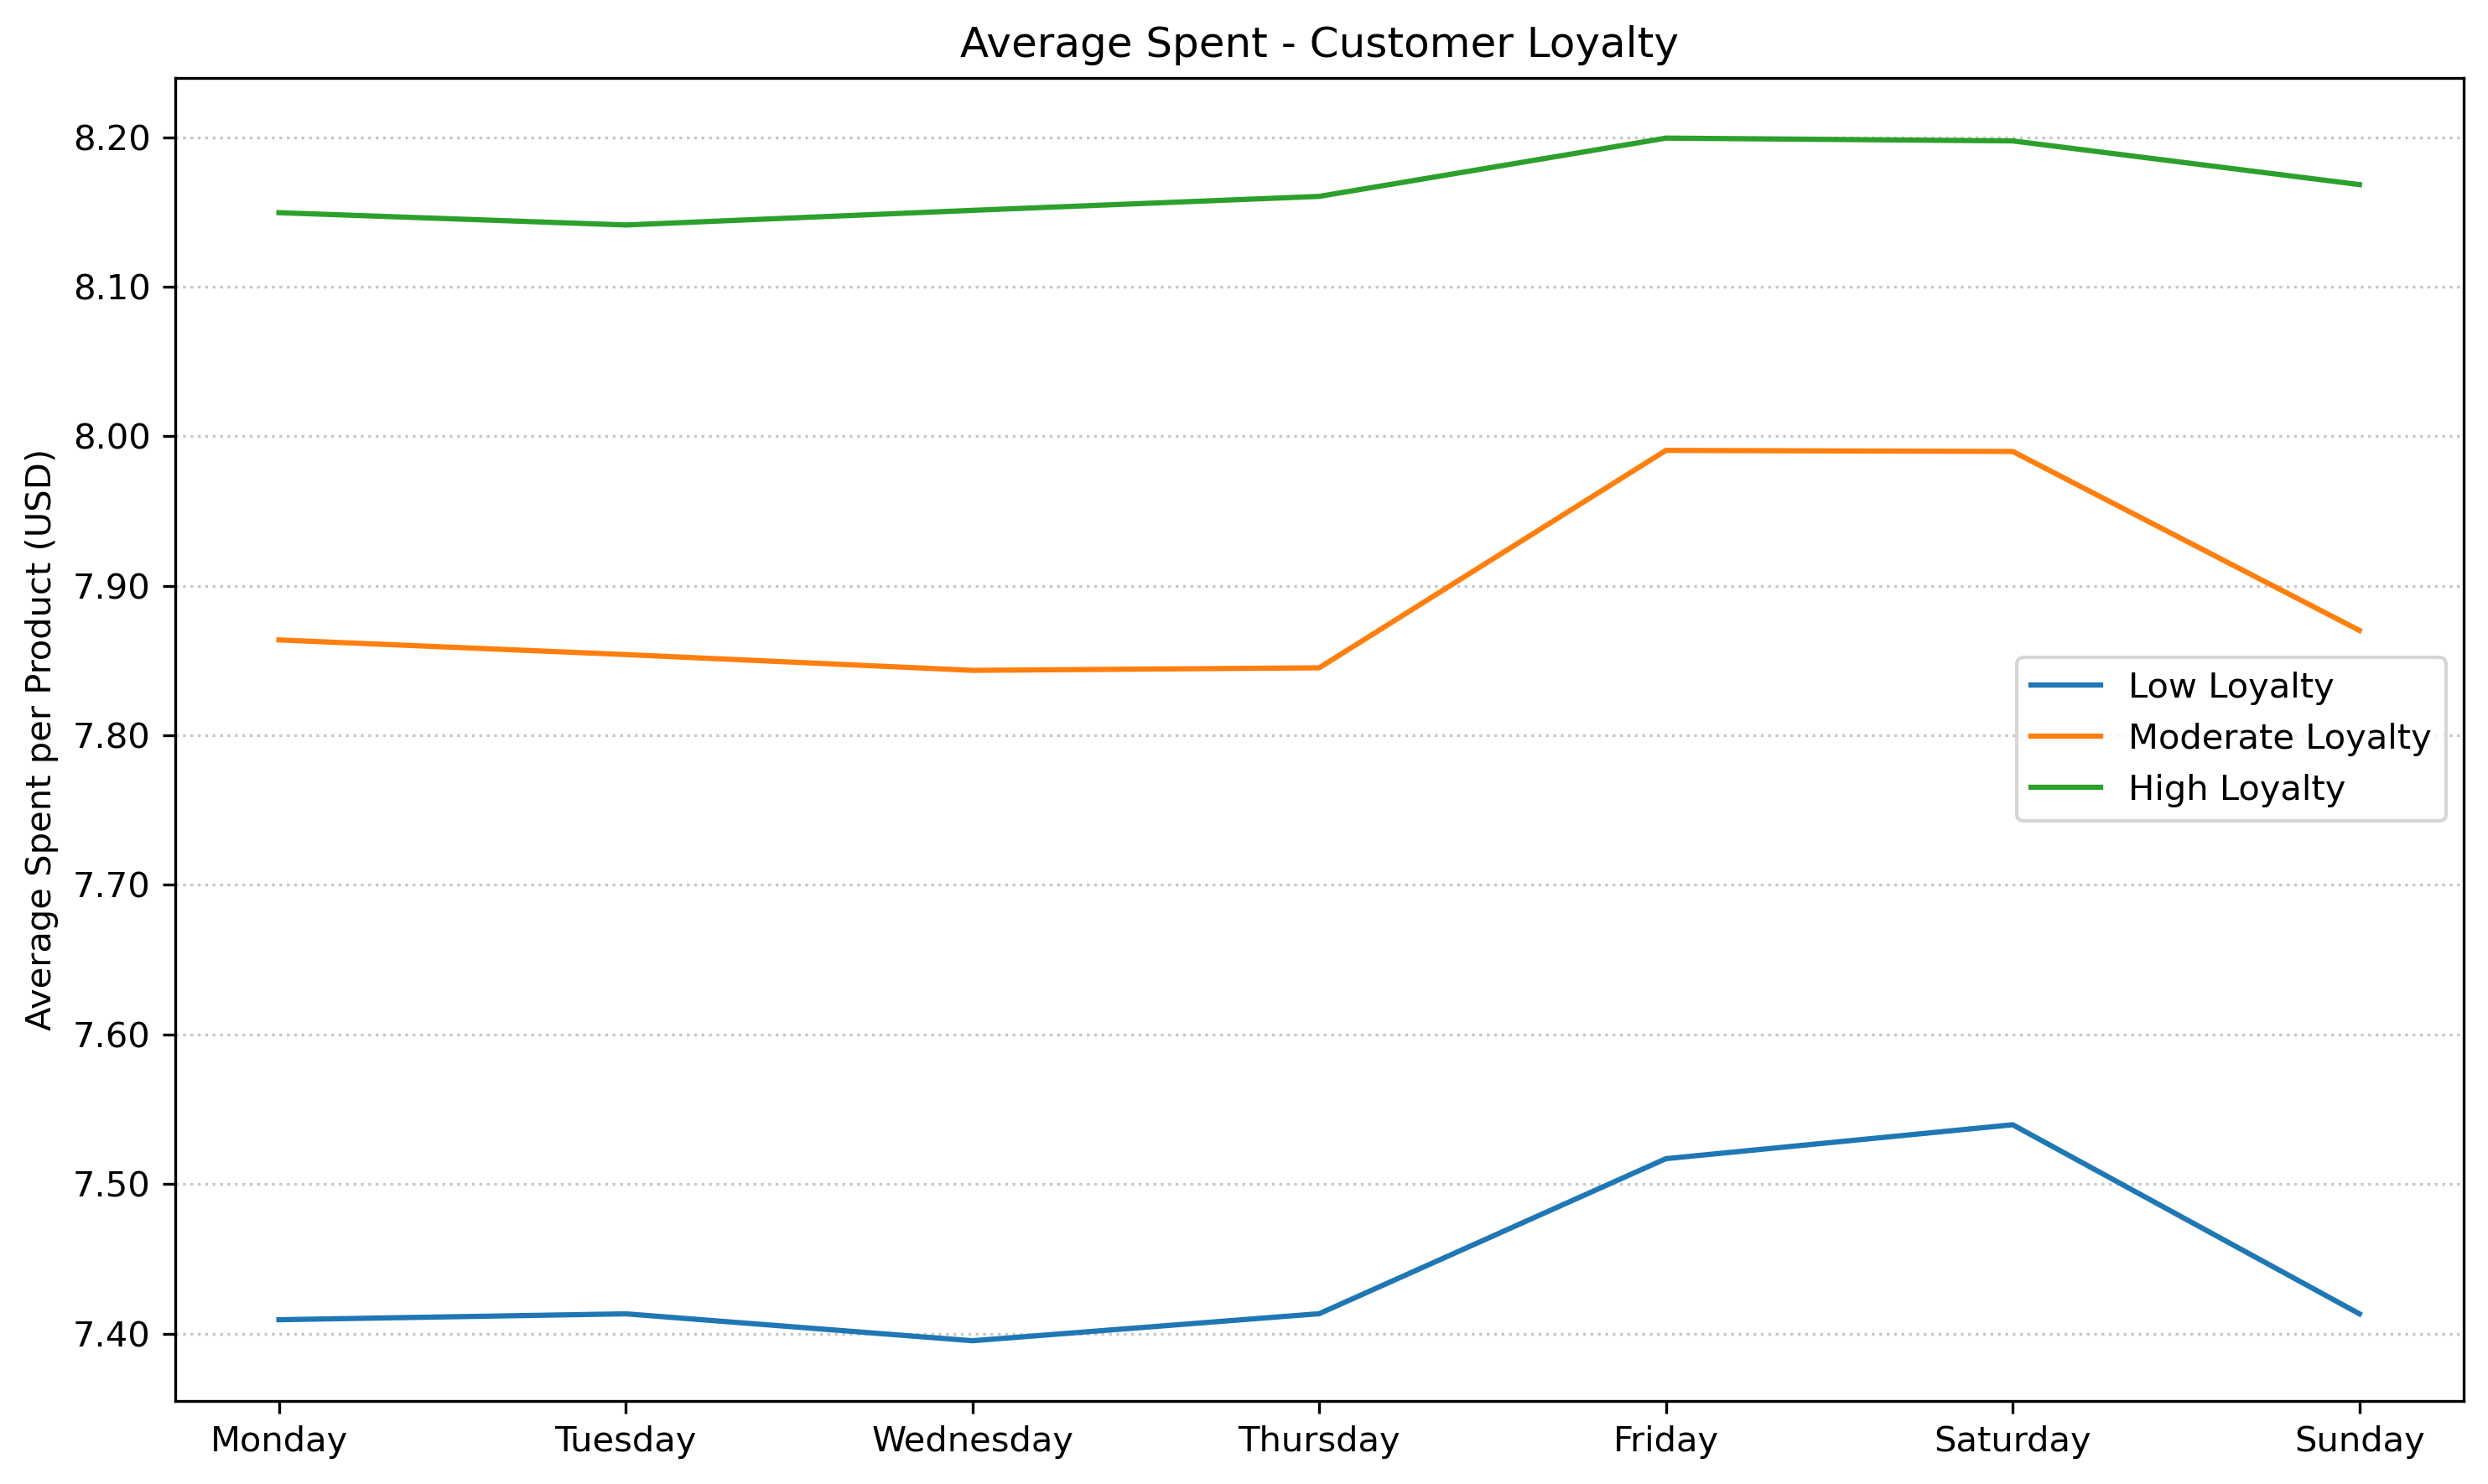 Average Spent - Customer Loyalty
Average Spent per Product (USD)
8.20
8.10
8.00
7.90
7.80
7.70
7.60
7.50
7.40
Low Loyalty
Moderate Loyalty
High Loyalty
Monday Tuesday Wednesday Thursday Friday Saturday Sunday